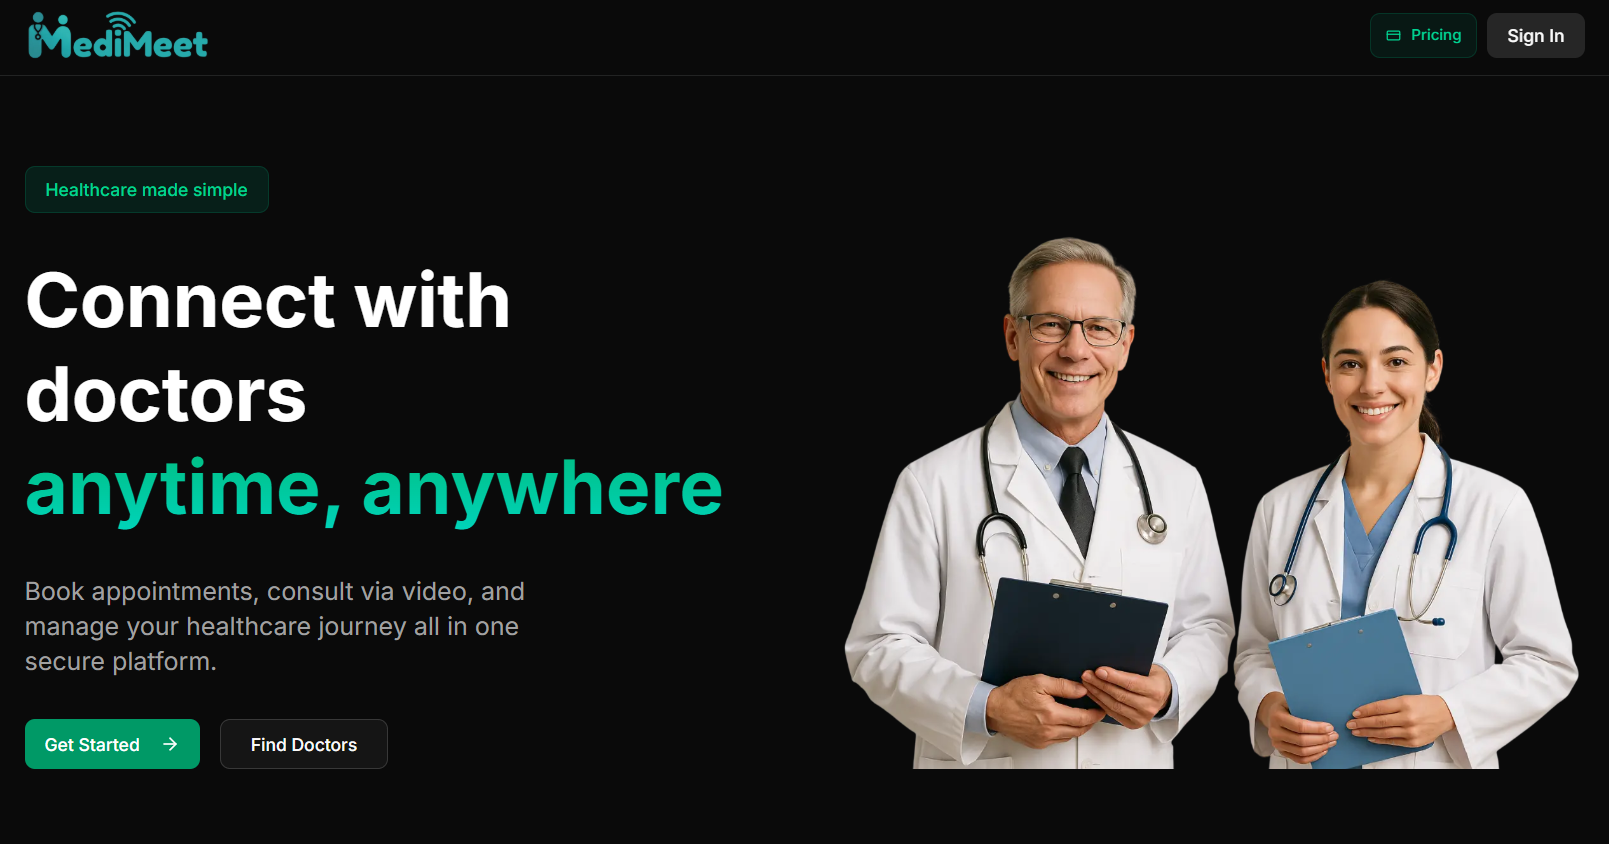 MediMeet
Pricing
Sign In
Healthcare made simple
Connect with
doctors
anytime, anywhere
Book appointments, consult via video, and
manage your healthcare journey all in one
secure platform.
Get Started
Find Doctors